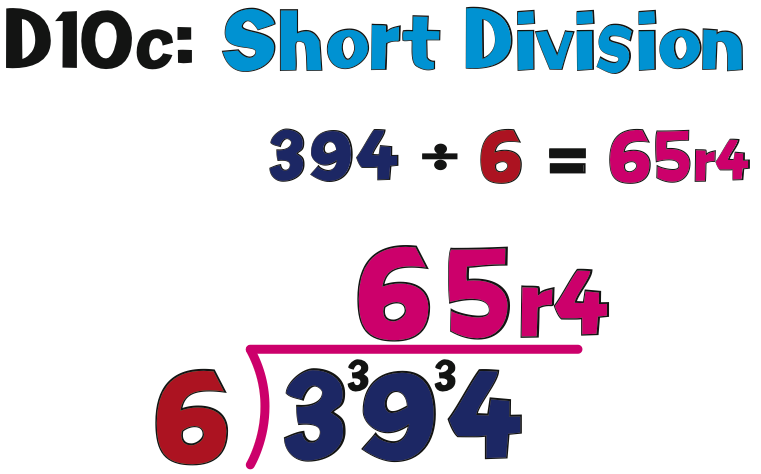 D10c: Short Division
394 ÷ 6 = 65r4
65r4
6 3³9³4